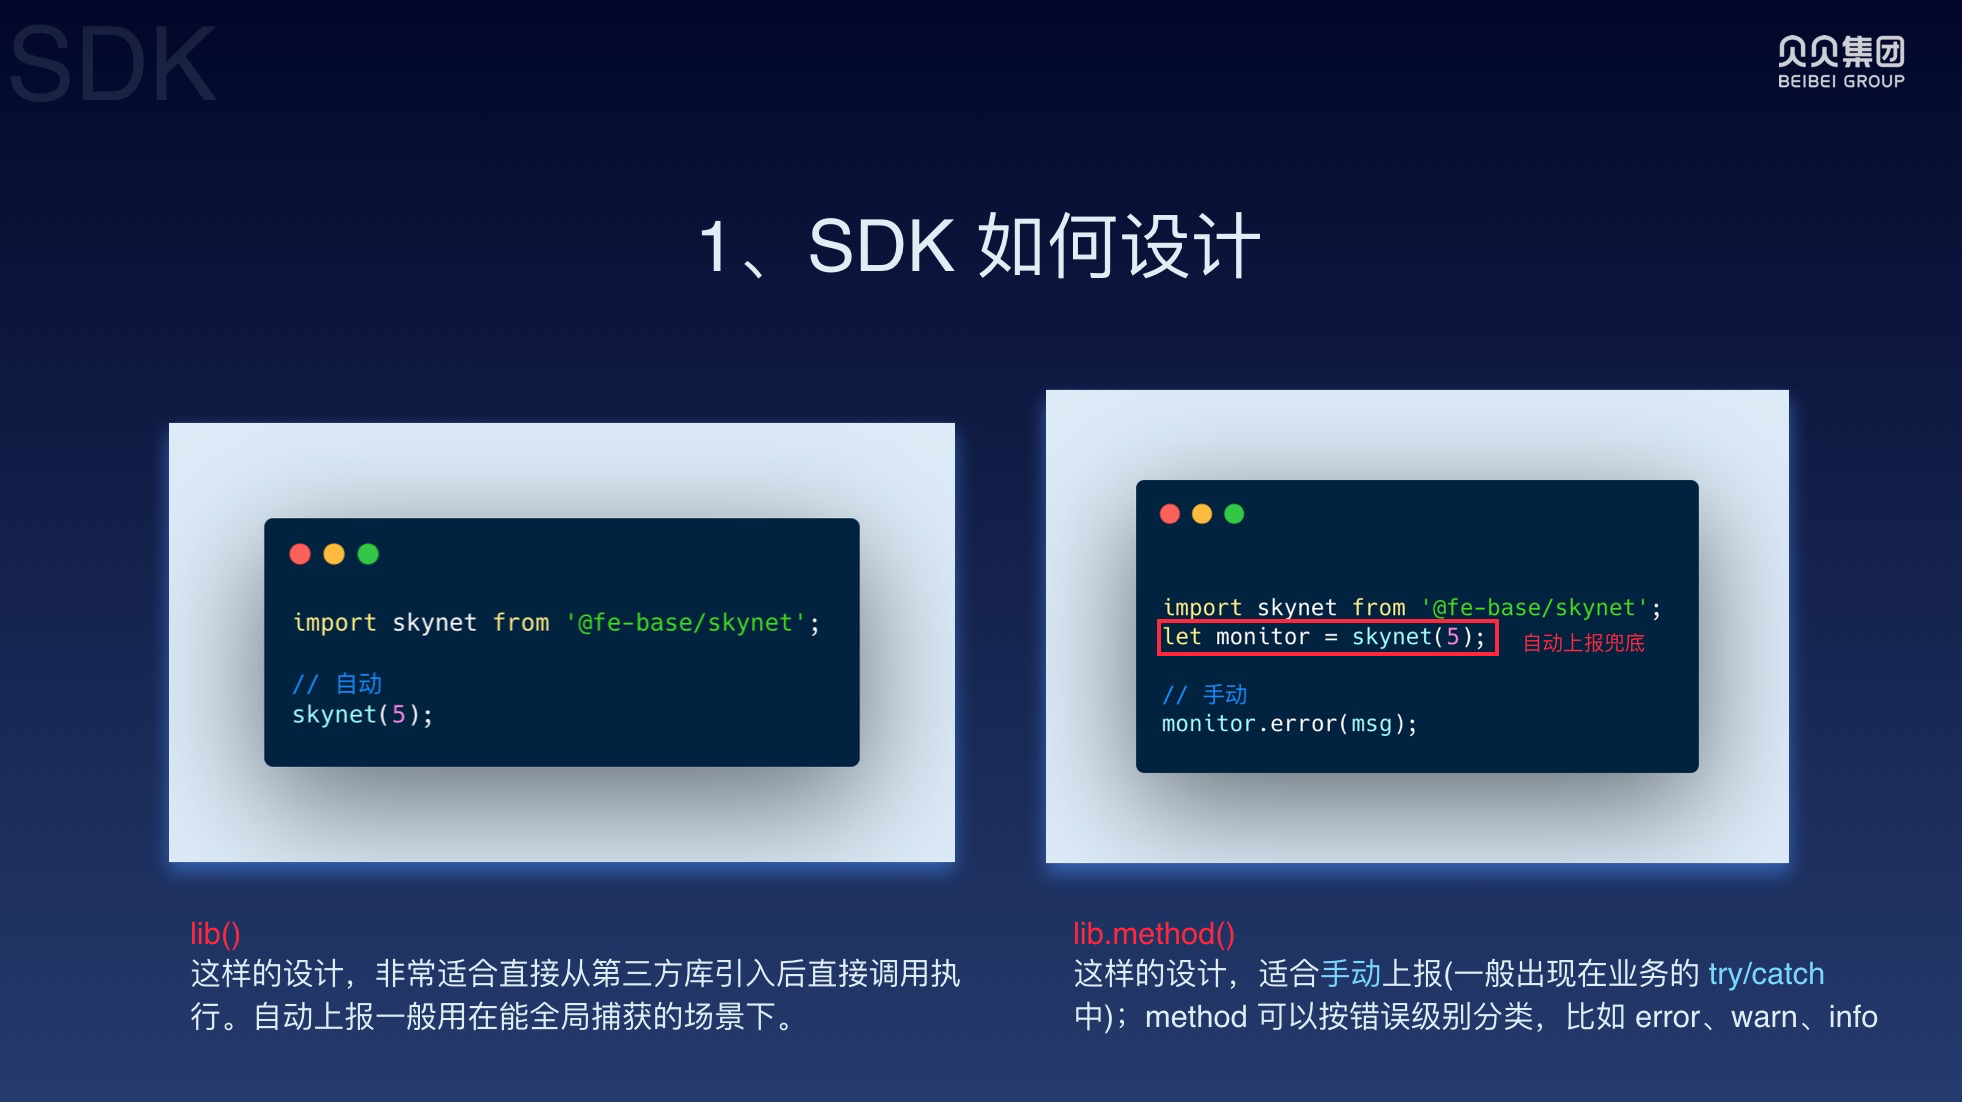 SDK
贝贝集团
BEIBEI GROUP
1、SDK 如何设计
import skynet from '@fe-base/skynet';
// 自动
skynet(5);
import skynet from '@fe-base/skynet';
let monitor = skynet(5);
自动上报兜底
// 手动
monitor.error(msg);
lib()
这样的设计，非常适合直接从第三方库引入后直接调用执
行。自动上报一般用在能全局捕获的场景下。
lib.method()
这样的设计，适合手动上报(一般出现在业务的 try/catch
中)；method 可以按错误级别分类，比如 error、warn、info